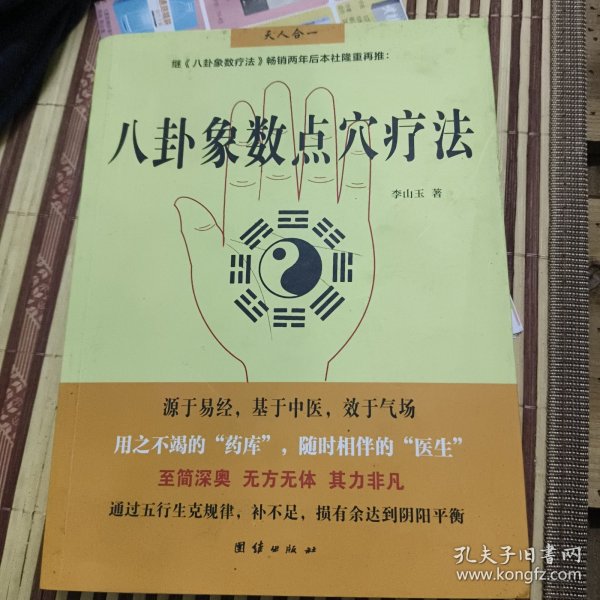 天人合一
继《八卦象数疗法》畅销两年后本社隆重再推：
八卦象数点穴疗法
李山玉 著
源于易经，基于中医，效于气场
用之不竭的“药库”，随时相伴的“医生”
至简深奥 无方无体 其力非凡
通过五行生克规律，补不足，损有余达到阴阳平衡
团结出版社
孔夫子旧书网
www.kongfz.com